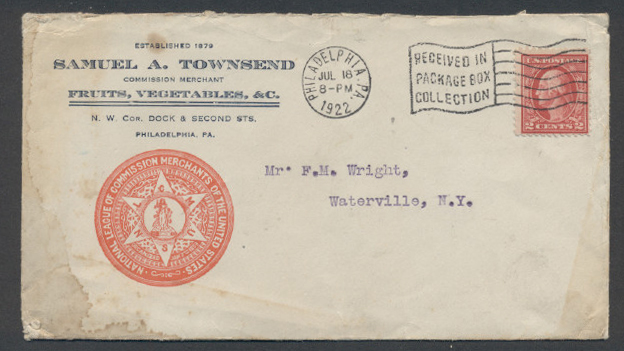 ESTABLISHED 1879
SAMUEL A. TOWNSEND
COMMISSION MERCHANT
FRUITS, VEGETABLES, &C.
N. W. COR. DOCK & SECOND STS.
PHILADELPHIA, PA.
PHILADELPHIA, PA.
JUL 18
8-PM
1922
RECEIVED IN
PACKAGE BOX
COLLECTION
U.S. POSTAGE
2 CENTS 2
Mr. F.M. Wright,
Waterville, N.Y.
NATIONAL LEAGUE OF COMMISSION MERCHANTS OF THE UNITED STATES